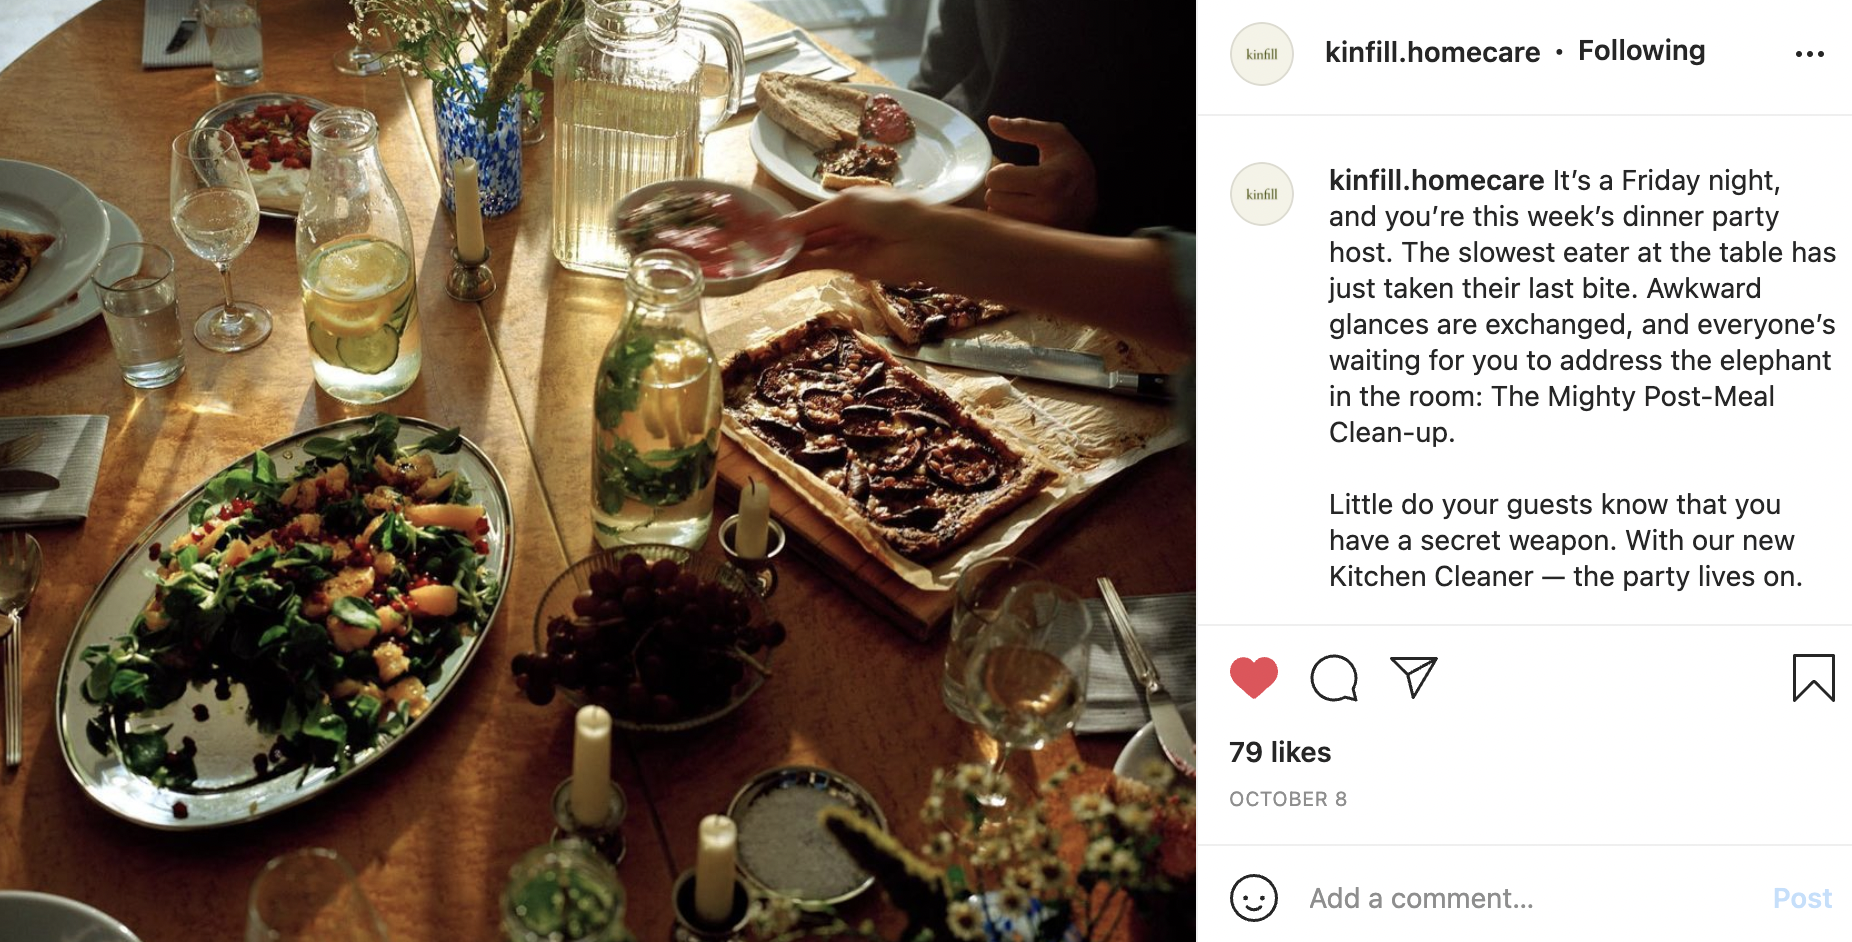 kinfill
kinfill.homecare • Following
kinfill
kinfill.homecare It’s a Friday night,
and you’re this week’s dinner party
host. The slowest eater at the table has
just taken their last bite. Awkward
glances are exchanged, and everyone’s
waiting for you to address the elephant
in the room: The Mighty Post-Meal
Clean-up.
Little do your guests know that you
have a secret weapon. With our new
Kitchen Cleaner — the party lives on.
79 likes
OCTOBER 8
Add a comment...
Post